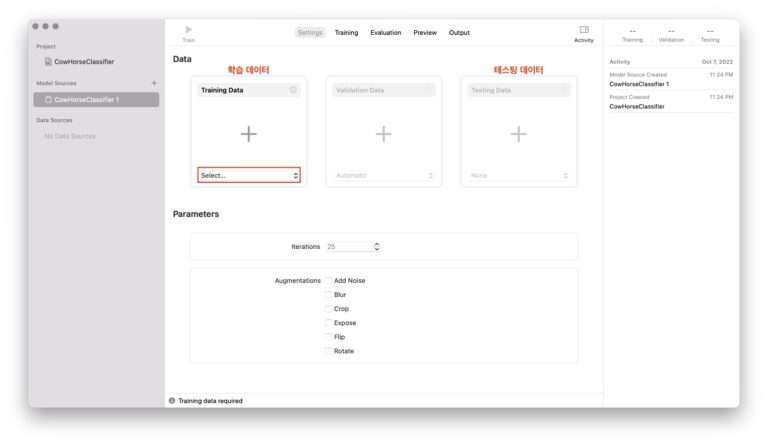 Project
CowHorseClassifier
Model Sources +
CowHorseClassifier 1
Data Sources
No Data Sources
Train
Settings Training Evaluation Preview Output
Activity
Data
학습 데이터
테스팅 데이터
Training Data
Validation Data
Testing Data
Select...
Automatic
None
Parameters
Iterations 25
Augmentations
Add Noise
Blur
Crop
Expose
Flip
Rotate
Training data required
-- -- --
Training Validation Testing
Activity Oct 7, 2023
Model Source Created 11:24 PM
CowHorseClassifier 1
Project Created 11:24 PM
CowHorseClassifier